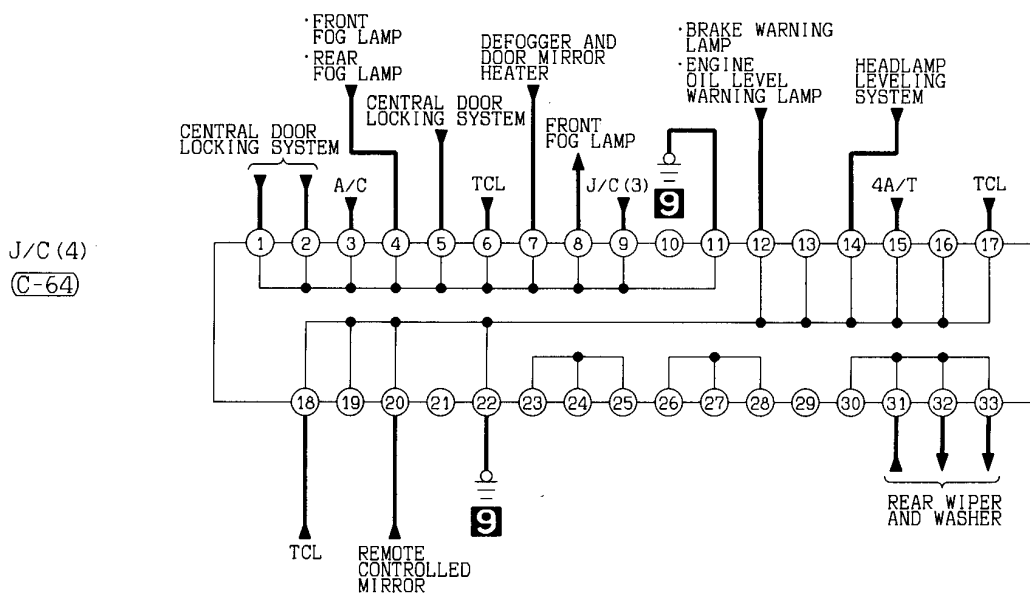 ·FRONT
FOG LAMP
·REAR
FOG LAMP
DEFOGGER AND
DOOR MIRROR
HEATER
·BRAKE WARNING
LAMP
·ENGINE
OIL LEVEL
WARNING LAMP
HEADLAMP
LEVELING
SYSTEM
CENTRAL DOOR
LOCKING SYSTEM
CENTRAL DOOR
LOCKING SYSTEM
FRONT
FOG LAMP
A/C
TCL
J/C(3)
9
4A/T
TCL
1 2 3 4 5 6 7 8 9 10 11 12 13 14 15 16 17
J/C(4)
C-64
18 19 20 21 22 23 24 25 26 27 28 29 30 31 32 33
9
REAR WIPER
AND WASHER
TCL
REMOTE
CONTROLLED
MIRROR